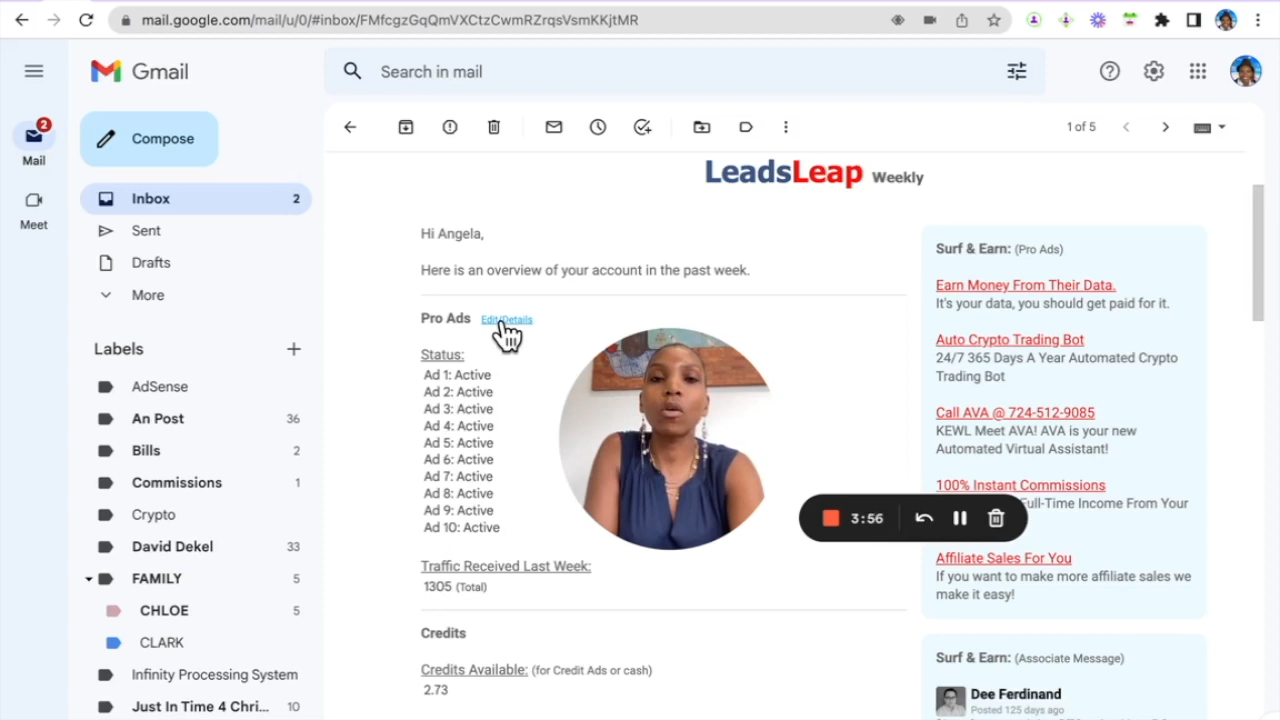 mail.google.com/mail/u/0/#inbox/FMfcgzGqQmVXCtzCwmRZrqsVsmKKjtMR
2
Mail
Meet
Gmail
Search in mail
Compose
Inbox 2
Sent
Drafts
More
Labels
AdSense
An Post 36
Bills 2
Commissions 1
Crypto
David Dekel 33
FAMILY 5
CHLOE 5
CLARK
Infinity Processing System
Just In Time 4 Chri... 10
1 of 5
LeadsLeap Weekly
Hi Angela,
Here is an overview of your account in the past week.
Pro Ads Edit/Details
Status:
Ad 1: Active
Ad 2: Active
Ad 3: Active
Ad 4: Active
Ad 5: Active
Ad 6: Active
Ad 7: Active
Ad 8: Active
Ad 9: Active
Ad 10: Active
Traffic Received Last Week:
1305 (Total)
Credits
Credits Available: (for Credit Ads or cash)
2.73
3:56
Surf & Earn: (Pro Ads)
Earn Money From Their Data.
It's your data, you should get paid for it.
Auto Crypto Trading Bot
24/7 365 Days A Year Automated Crypto
Trading Bot
Call AVA @ 724-512-9085
KEWL Meet AVA! AVA is your new
Automated Virtual Assistant!
100% Instant Commissions
Full-Time Income From Your
Affiliate Sales For You
If you want to make more affiliate sales we
make it easy!
Surf & Earn: (Associate Message)
Dee Ferdinand
Posted 125 days ago